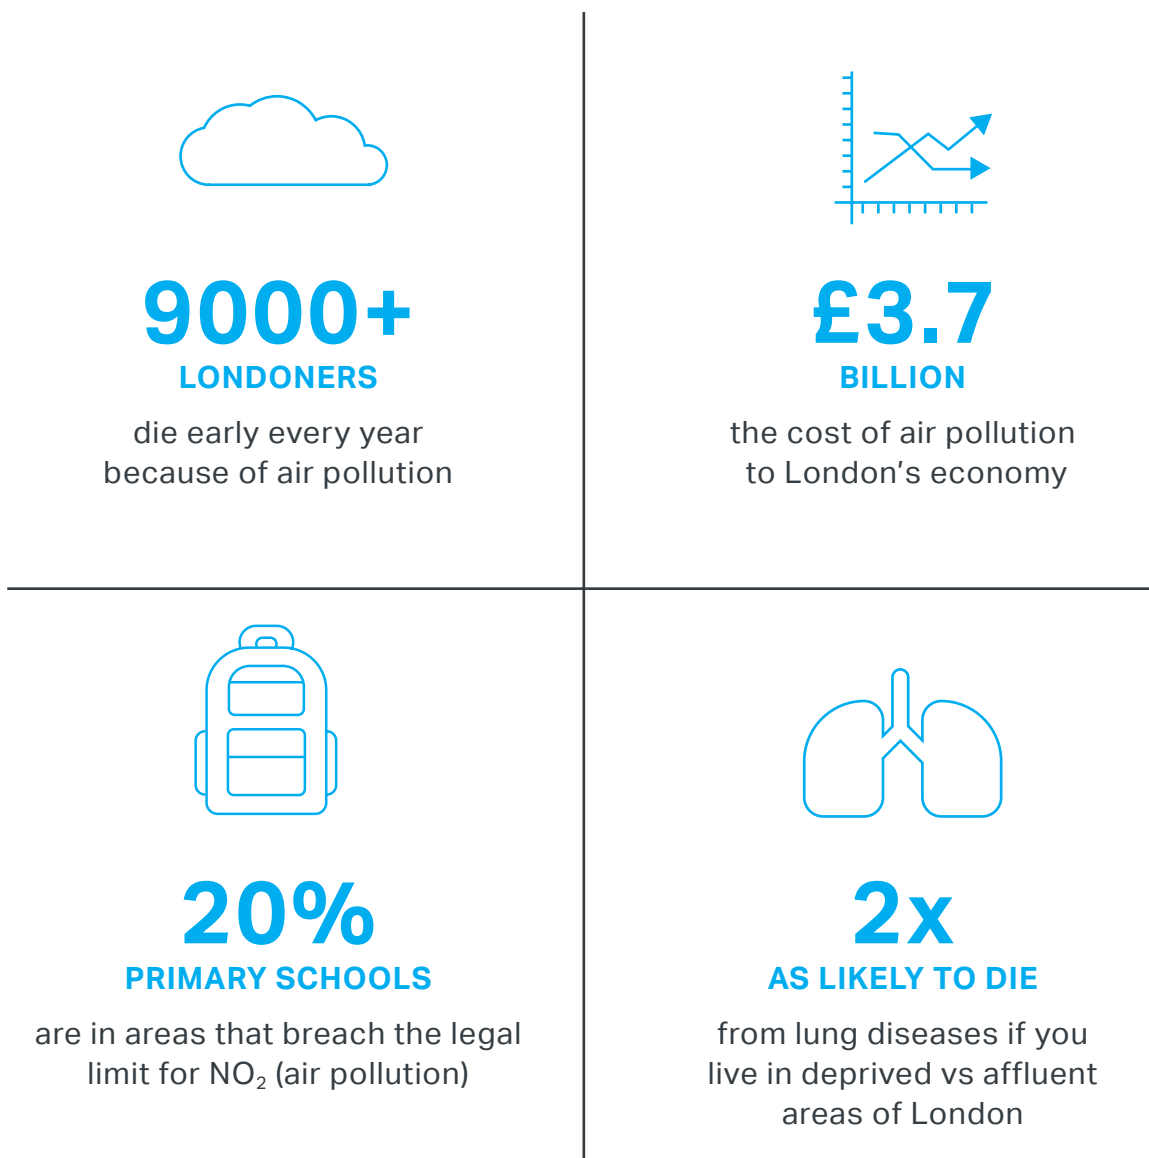 9000+
LONDONERS
die early every year
because of air pollution
£3.7
BILLION
the cost of air pollution
to London’s economy
20%
PRIMARY SCHOOLS
are in areas that breach the legal
limit for NO₂ (air pollution)
2x
AS LIKELY TO DIE
from lung diseases if you
live in deprived vs affluent
areas of London